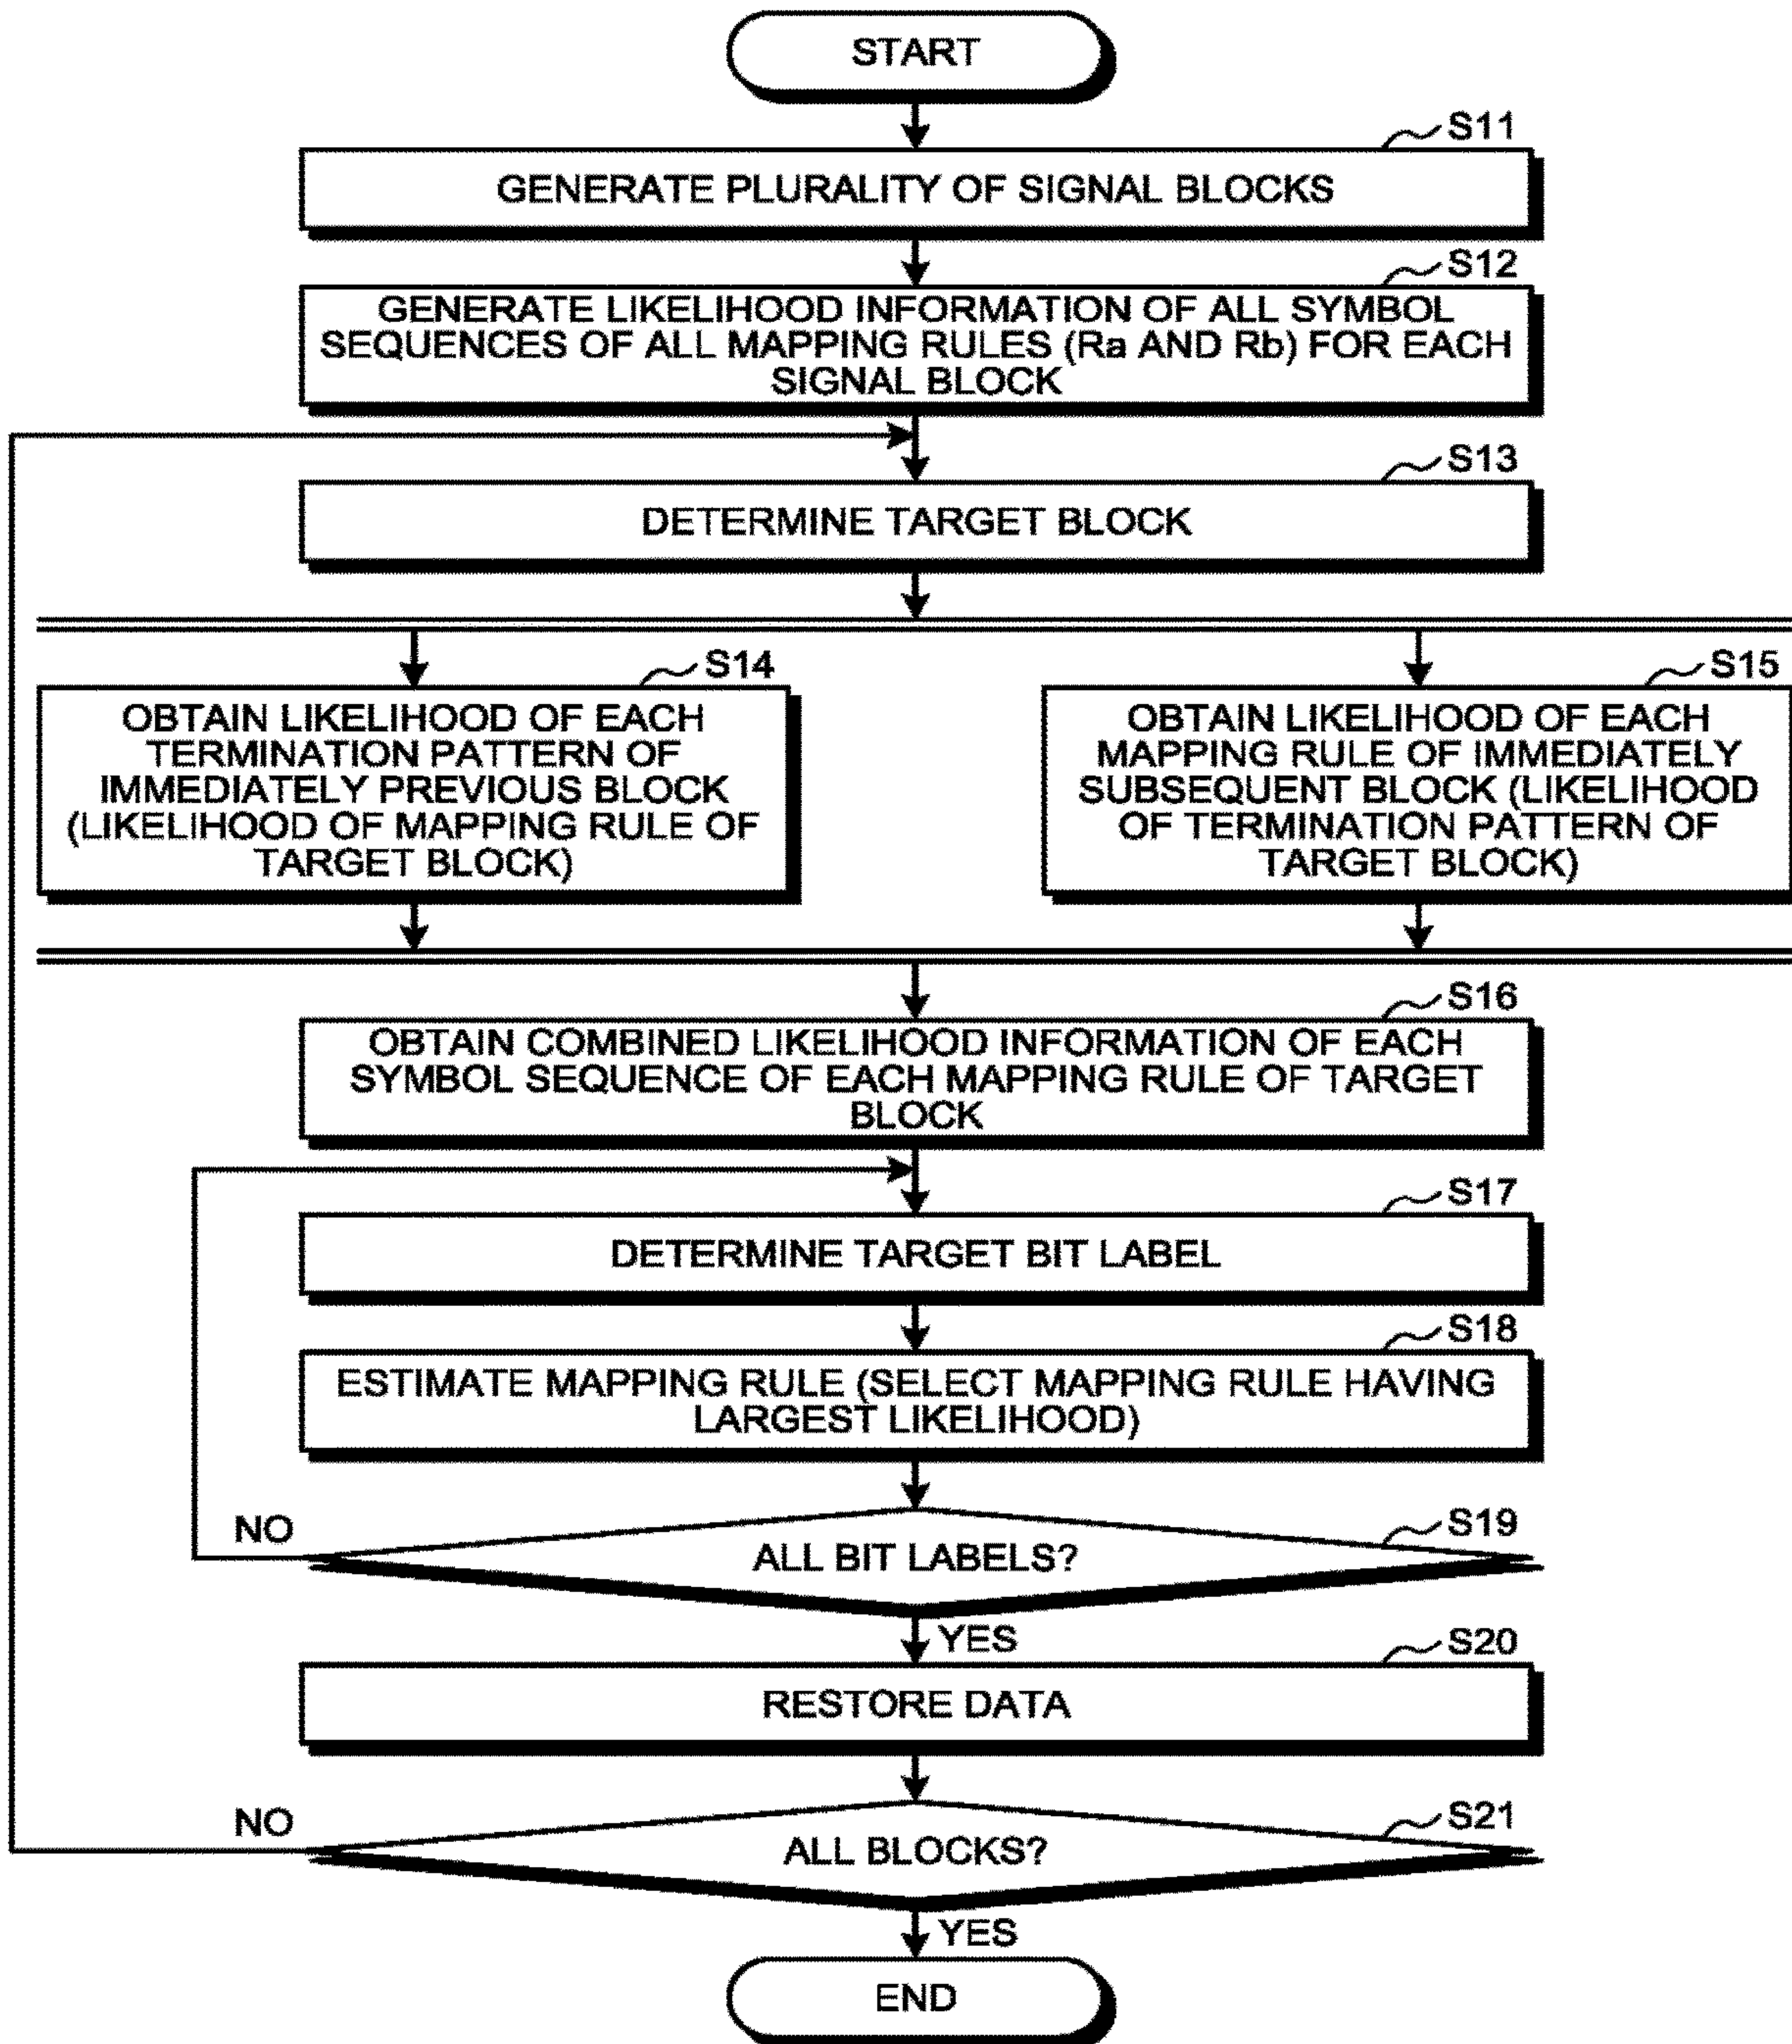 START
S11
GENERATE PLURALITY OF SIGNAL BLOCKS
S12
GENERATE LIKELIHOOD INFORMATION OF ALL SYMBOL
SEQUENCES OF ALL MAPPING RULES (Ra AND Rb) FOR EACH
SIGNAL BLOCK
S13
DETERMINE TARGET BLOCK
S14
OBTAIN LIKELIHOOD OF EACH
TERMINATION PATTERN OF
IMMEDIATELY PREVIOUS BLOCK
(LIKELIHOOD OF MAPPING RULE OF
TARGET BLOCK)
S15
OBTAIN LIKELIHOOD OF EACH
MAPPING RULE OF IMMEDIATELY
SUBSEQUENT BLOCK (LIKELIHOOD
OF TERMINATION PATTERN OF
TARGET BLOCK)
S16
OBTAIN COMBINED LIKELIHOOD INFORMATION OF EACH
SYMBOL SEQUENCE OF EACH MAPPING RULE OF TARGET
BLOCK
S17
DETERMINE TARGET BIT LABEL
S18
ESTIMATE MAPPING RULE (SELECT MAPPING RULE HAVING
LARGEST LIKELIHOOD)
S19
NO
ALL BIT LABELS?
YES
S20
RESTORE DATA
S21
NO
ALL BLOCKS?
YES
END